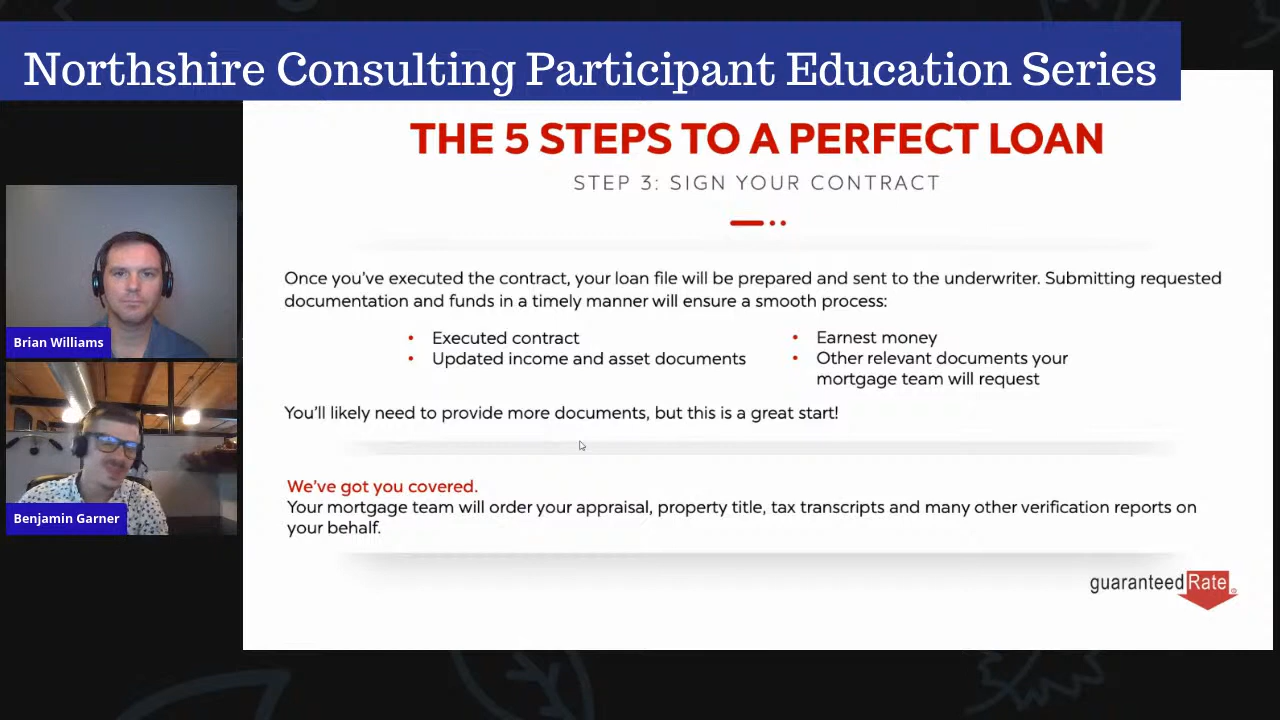 Northshire Consulting Participant Education Series
THE 5 STEPS TO A PERFECT LOAN
STEP 3: SIGN YOUR CONTRACT
Once you've executed the contract, your loan file will be prepared and sent to the underwriter. Submitting requested
documentation and funds in a timely manner will ensure a smooth process:
• Executed contract
• Updated income and asset documents
• Earnest money
• Other relevant documents your
mortgage team will request
You'll likely need to provide more documents, but this is a great start!
We've got you covered.
Your mortgage team will order your appraisal, property title, tax transcripts and many other verification reports on
your behalf.
guaranteed Rate
Brian Williams
Benjamin Garner